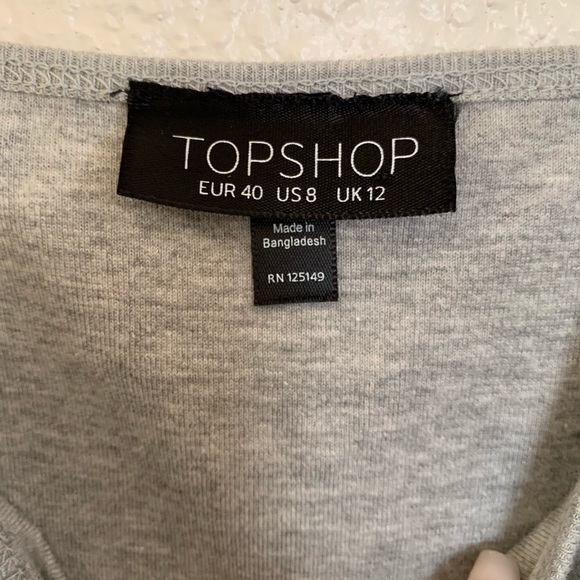 TOPSHOP
EUR 40 US 8 UK 12
Made in
Bangladesh
RN 125149